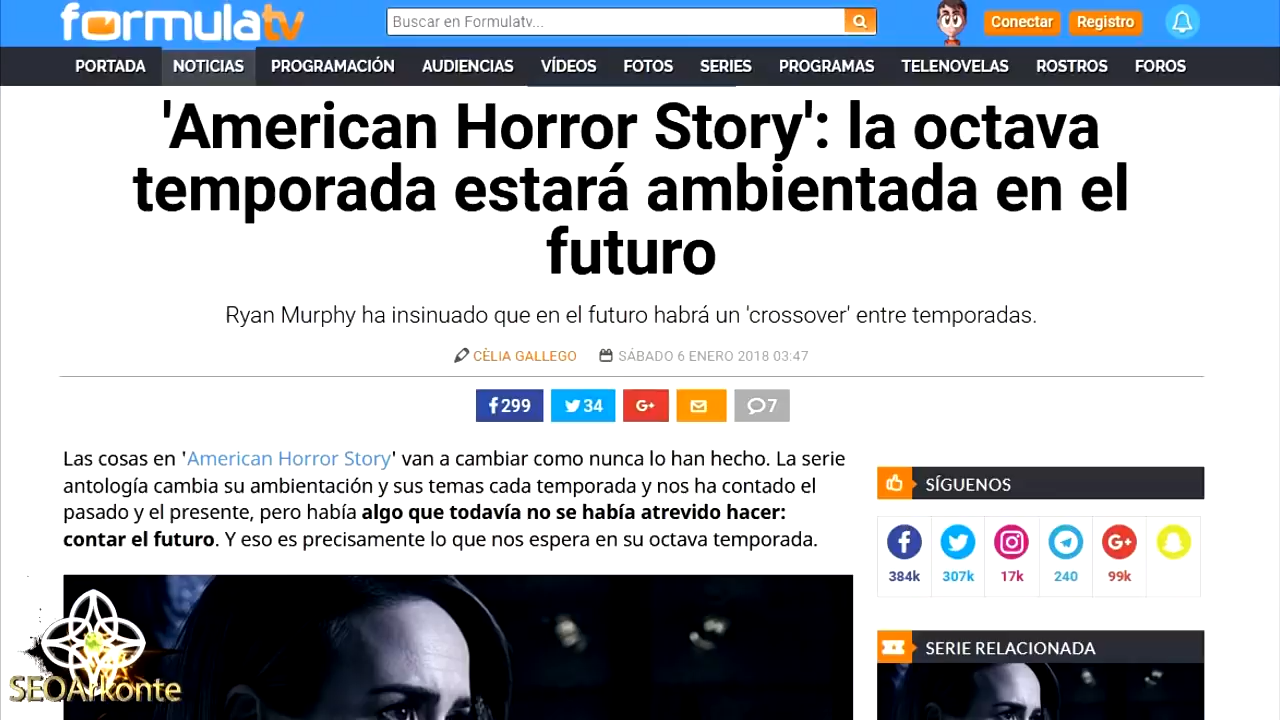 formulatv
Buscar en Formulatv...
Conectar
Registro
PORTADA NOTICIAS PROGRAMACIÓN AUDIENCIAS VÍDEOS FOTOS SERIES PROGRAMAS TELENOVELAS ROSTROS FOROS
'American Horror Story': la octava
temporada estará ambientada en el
futuro
Ryan Murphy ha insinuado que en el futuro habrá un 'crossover' entre temporadas.
CÈLIA GALLEGO SÁBADO 6 ENERO 2018 03:47
299 34 G+ 7
Las cosas en 'American Horror Story' van a cambiar como nunca lo han hecho. La serie
antología cambia su ambientación y sus temas cada temporada y nos ha contado el
pasado y el presente, pero había algo que todavía no se había atrevido hacer:
contar el futuro. Y eso es precisamente lo que nos espera en su octava temporada.
SÍGUENOS
G+
384k 307k 17k 240 99k
SERIE RELACIONADA
SEOArkonte